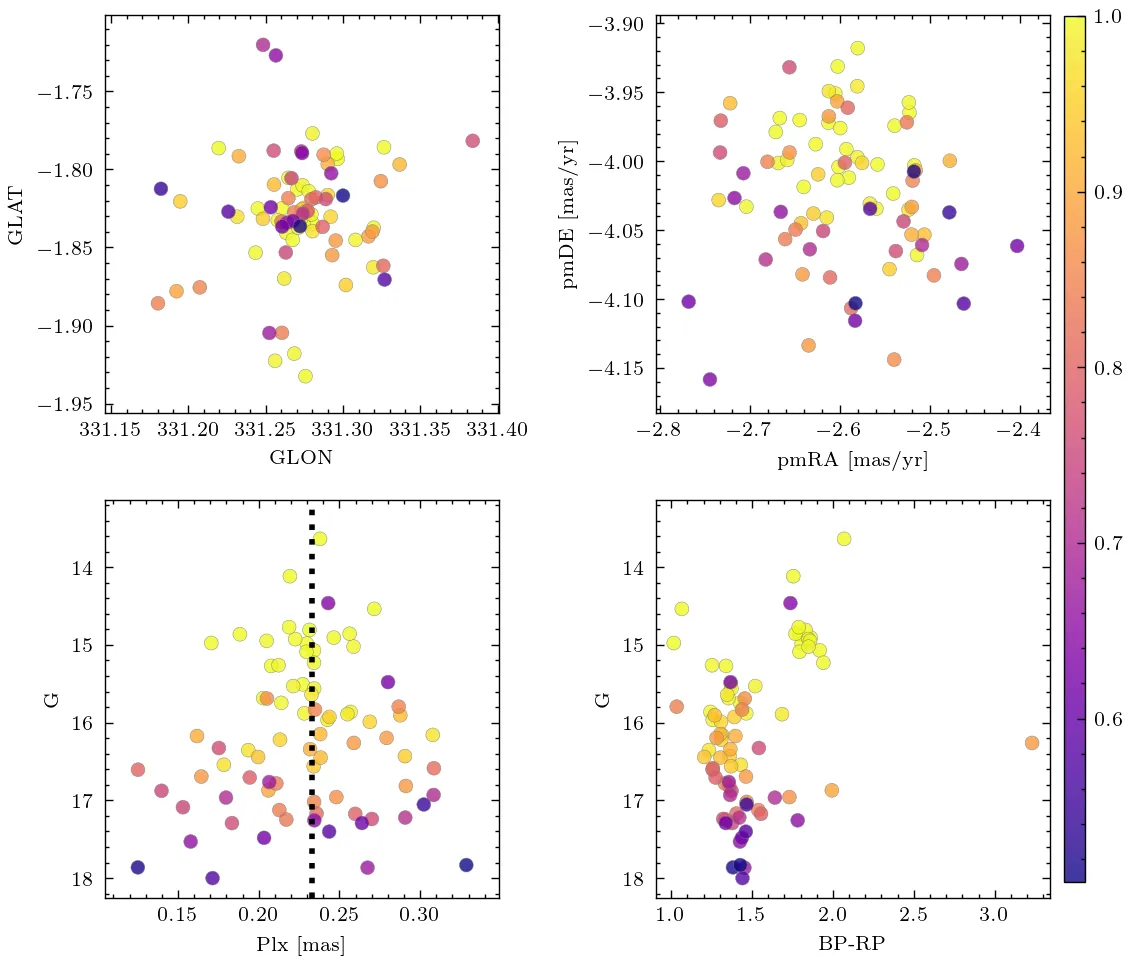 −1.75
−1.80
−1.85
−1.90
−1.95
GLAT
331.15 331.20 331.25 331.30 331.35 331.40
GLON
−3.90
−3.95
−4.00
−4.05
−4.10
−4.15
pmDE [mas/yr]
−2.8 −2.7 −2.6 −2.5 −2.4
pmRA [mas/yr]
1.0
0.9
0.8
0.7
0.6
14
15
16
17
18
G
0.15 0.20 0.25 0.30
Plx [mas]
14
15
16
17
18
G
1.0 1.5 2.0 2.5 3.0
BP-RP